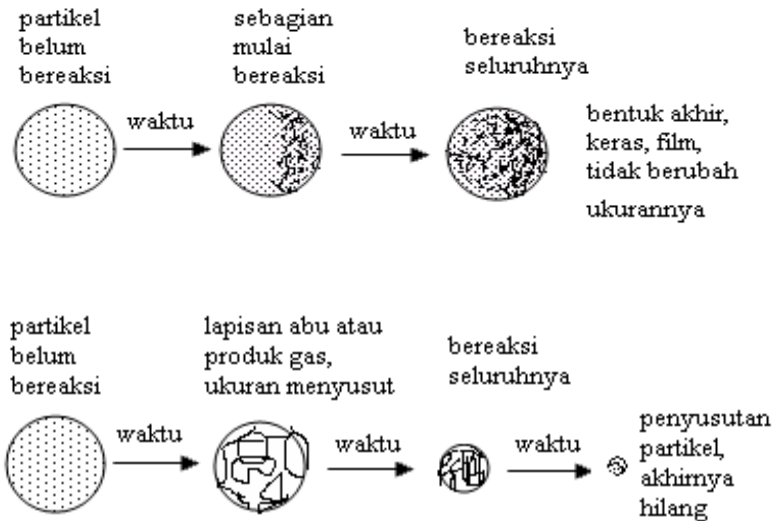 partikel
belum
bereaksi
waktu
sebagian
mulai
bereaksi
waktu
bereaksi
seluruhnya
bentuk akhir,
keras, film,
tidak berubah
ukurannya
partikel
belum
bereaksi
waktu
lapisan abu atau
produk gas,
ukuran menyusut
waktu
bereaksi
seluruhnya
waktu
penyusutan
partikel,
akhirnya
hilang